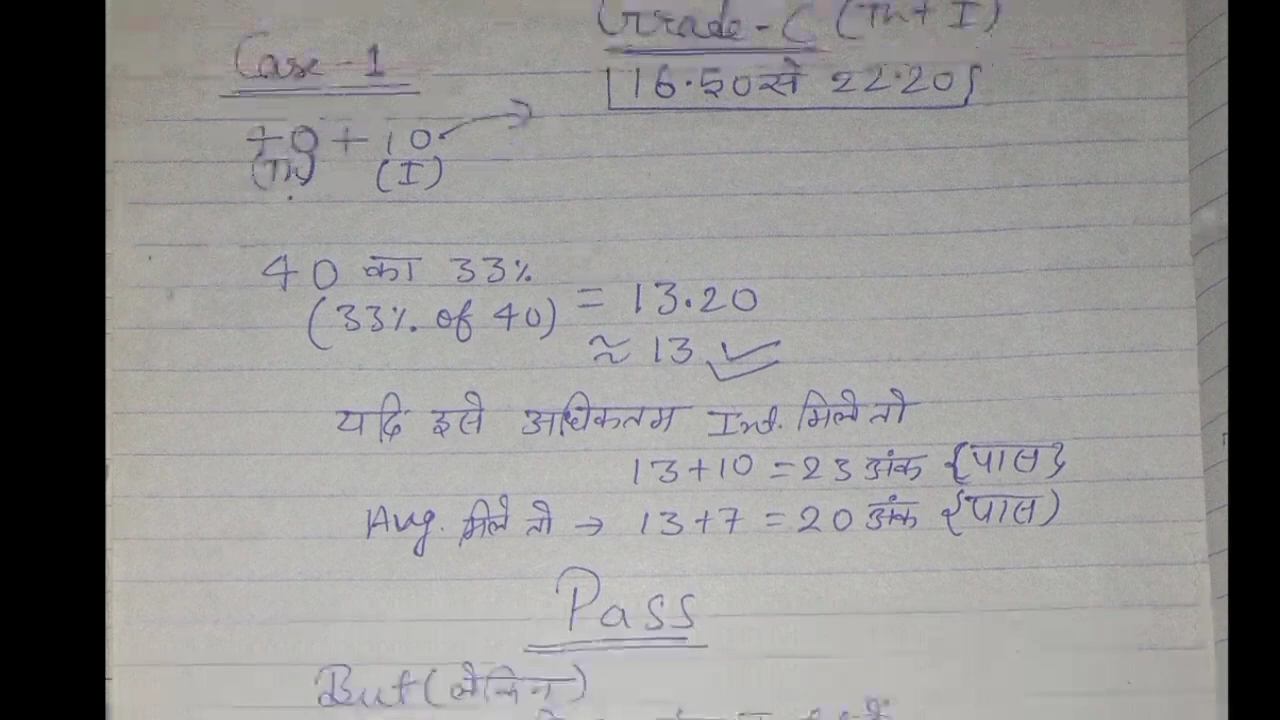 Grade-C (Th+I)
Case-1
16.50से 22.20
40 + 10
(Th) (I)
40 का 33%
(33% of 40) = 13.20
≈ 13 ✓
यदि इसे अधिकतम Int. मिले तो
13+10 = 23 अंक {पास}
Avg. मिले तो → 13+7 = 20 अंक {पास)
Pass
But (लेकिन)